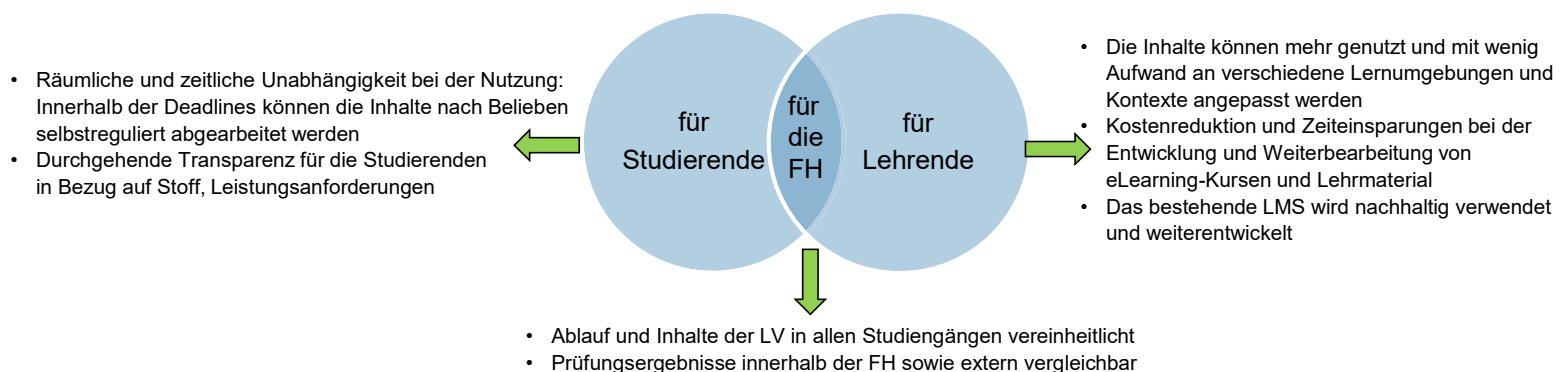 • Räumliche und zeitliche Unabhängigkeit bei der Nutzung:
Innerhalb der Deadlines können die Inhalte nach Belieben
selbstreguliert abgearbeitet werden
• Durchgehende Transparenz für die Studierenden
in Bezug auf Stoff, Leistungsanforderungen
für
Studierende
für
die
FH
für
Lehrende
• Die Inhalte können mehr genutzt und mit wenig
Aufwand an verschiedene Lernumgebungen und
Kontexte angepasst werden
• Kostenreduktion und Zeiteinsparungen bei der
Entwicklung und Weiterbearbeitung von
eLearning-Kursen und Lehrmaterial
• Das bestehende LMS wird nachhaltig verwendet
und weiterentwickelt
• Ablauf und Inhalte der LV in allen Studiengängen vereinheitlicht
• Prüfungsergebnisse innerhalb der FH sowie extern vergleichbar